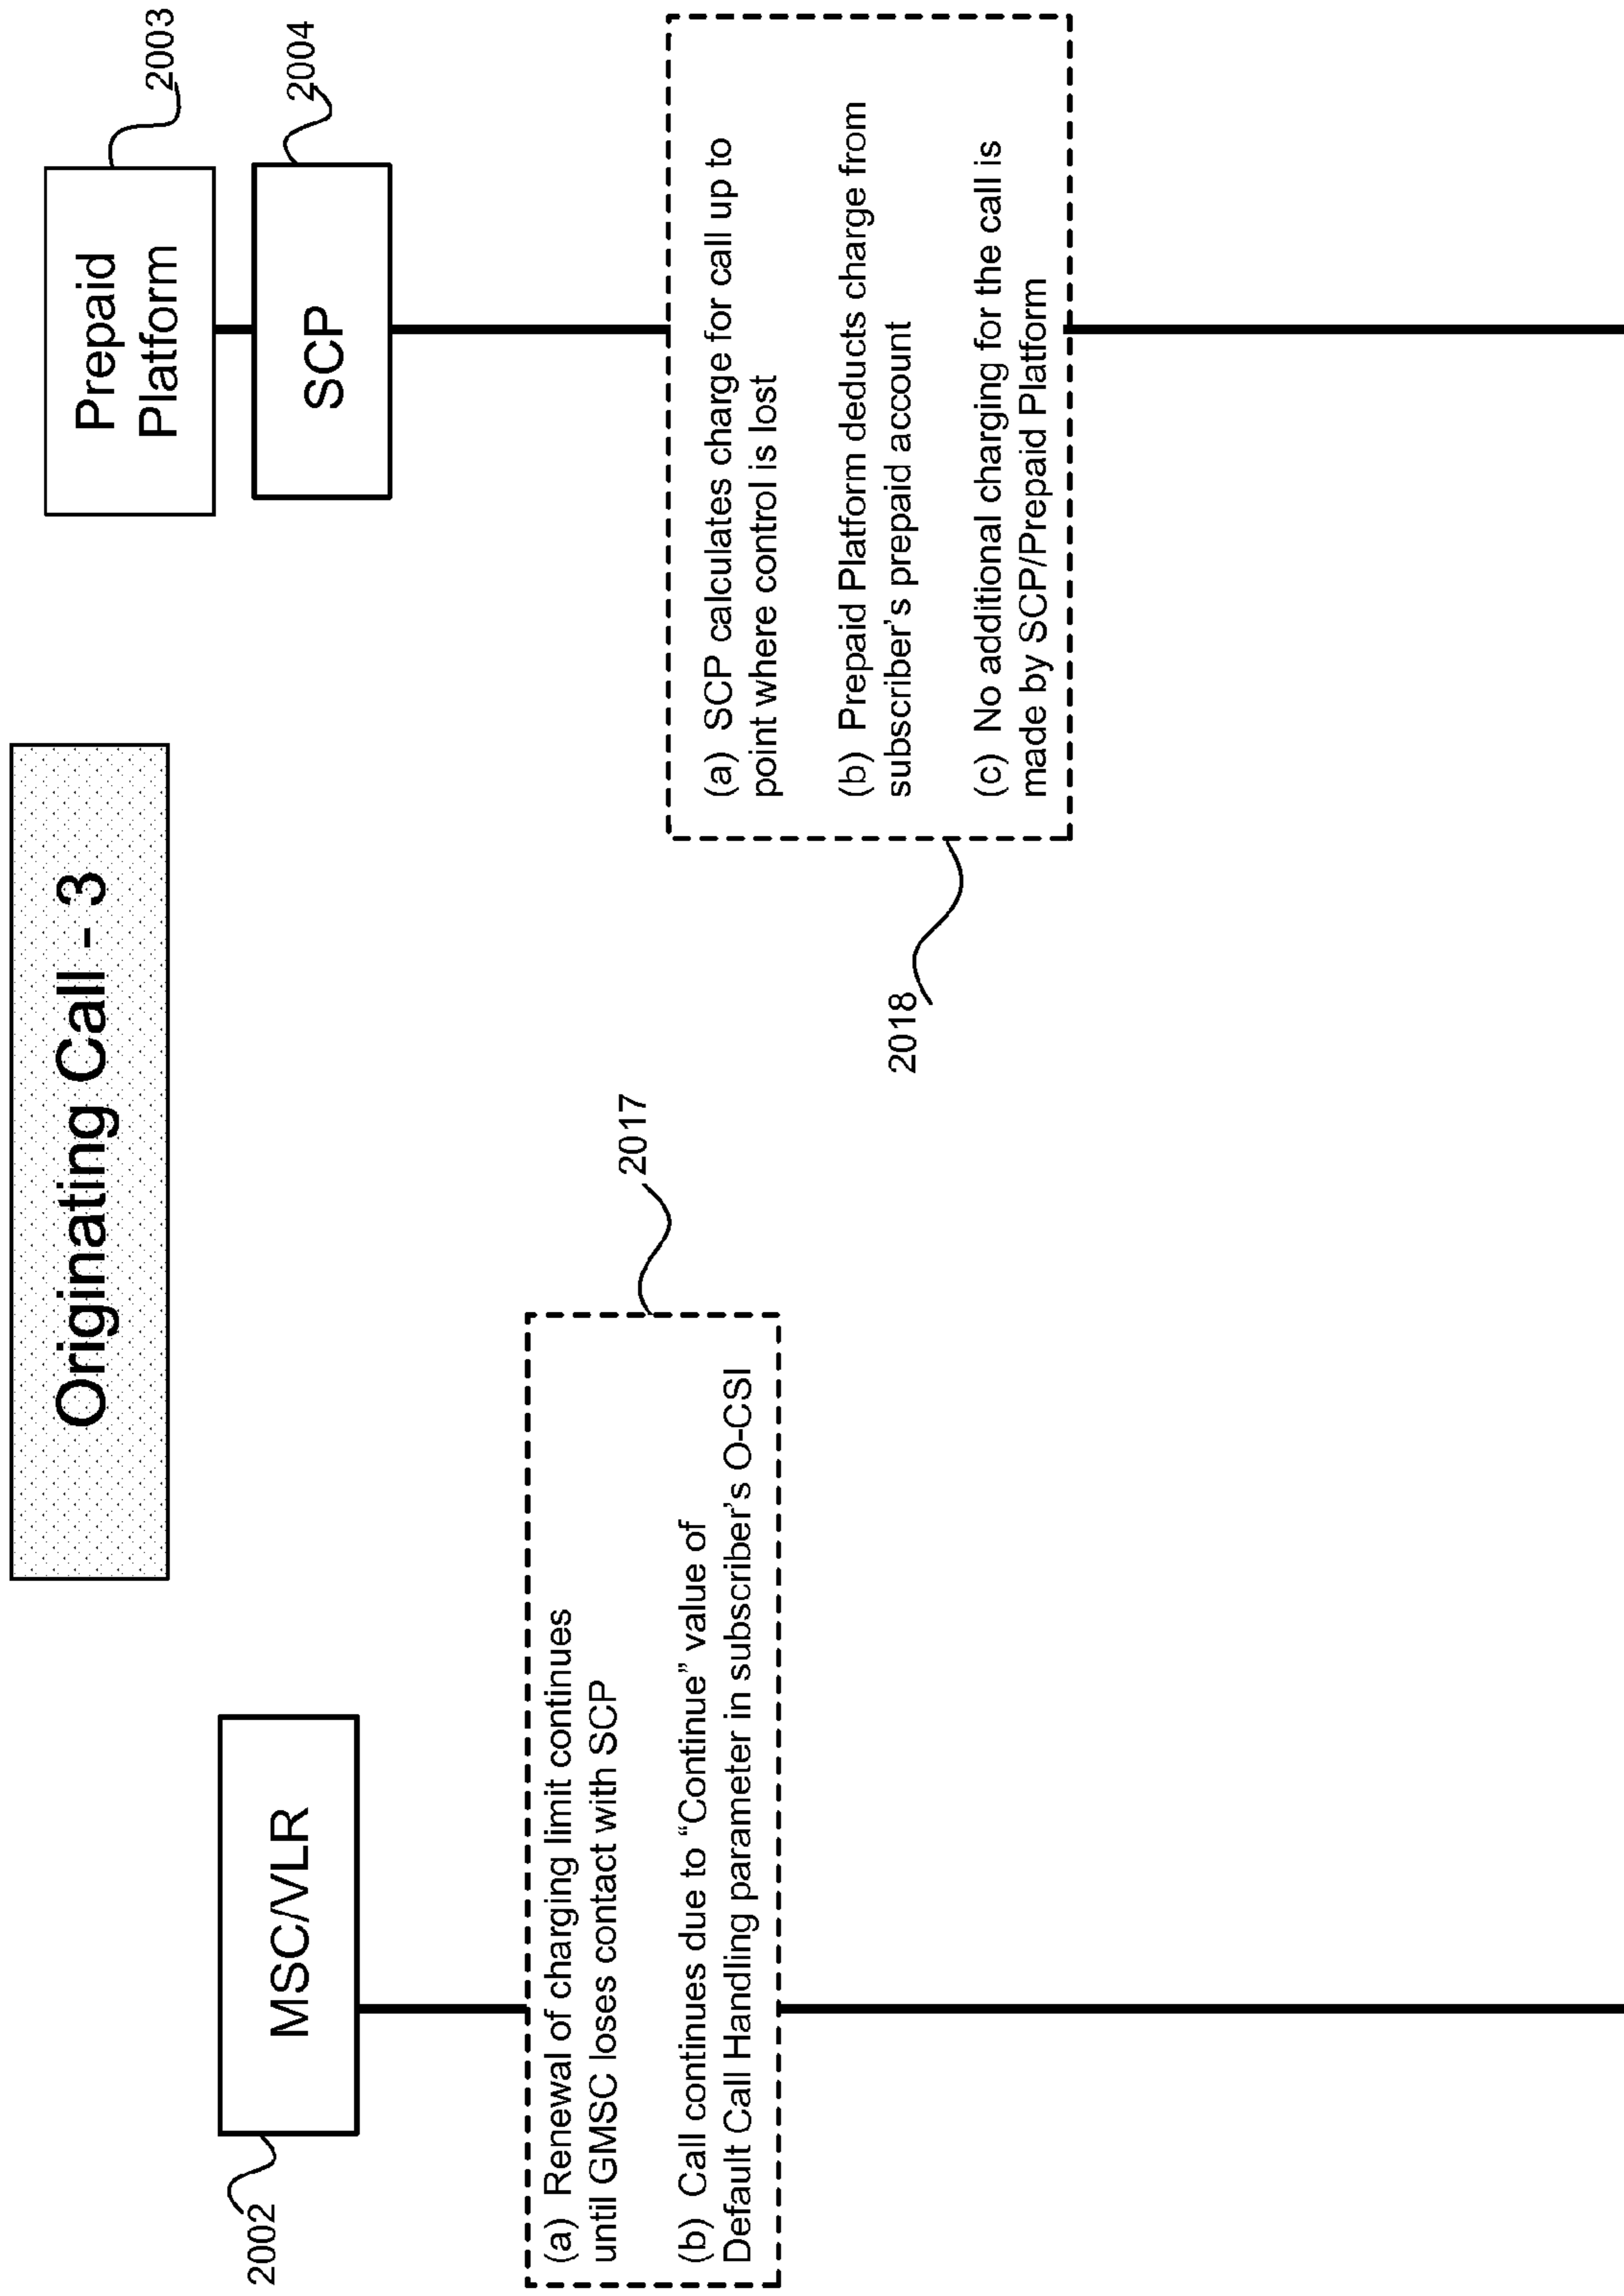 Originating Call - 3
2002
MSC/VLR
Prepaid
Platform
2003
SCP
2004
(a) Renewal of charging limit continues
until GMSC loses contact with SCP
(b) Call continues due to “Continue” value of
Default Call Handling parameter in subscriber’s O-CSI
2017
(a) SCP calculates charge for call up to
point where control is lost
(b) Prepaid Platform deducts charge from
subscriber’s prepaid account
(c) No additional charging for the call is
made by SCP/Prepaid Platform
2018